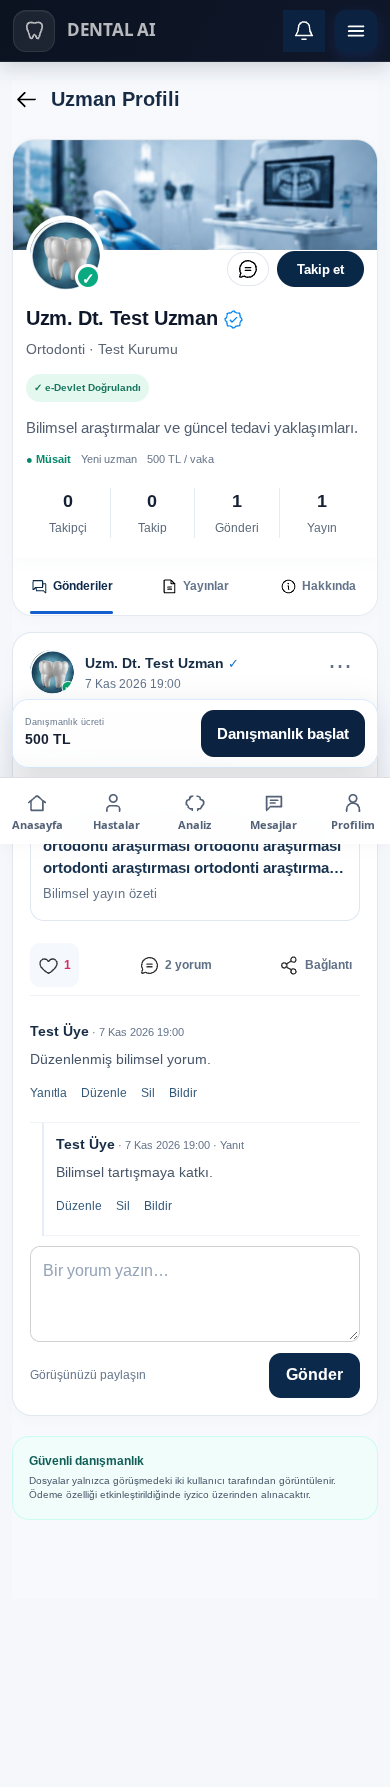 DENTAL AI
Uzman Profili
✓
Takip et
Uzm. Dt. Test Uzman
Ortodonti · Test Kurumu
✓ e-Devlet Doğrulandı
Bilimsel araştırmalar ve güncel tedavi yaklaşımları.
● Müsait Yeni uzman 500 TL / vaka
0 0 1 1
Takipçi Takip Gönderi Yayın
Gönderiler Yayınlar Hakkında
Uzm. Dt. Test Uzman ✓
7 Kas 2026 19:00
Danışmanlık ücreti
500 TL
Danışmanlık başlat
Anasayfa Hastalar Analiz Mesajlar Profilim
ortodonti araştırması ortodonti araştırması
ortodonti araştırması ortodonti araştırma…
Bilimsel yayın özeti
1 2 yorum Bağlantı
Test Üye · 7 Kas 2026 19:00
Düzenlenmiş bilimsel yorum.
Yanıtla Düzenle Sil Bildir
Test Üye · 7 Kas 2026 19:00 · Yanıt
Bilimsel tartışmaya katkı.
Düzenle Sil Bildir
Bir yorum yazın…
Görüşünüzü paylaşın
Gönder
Güvenli danışmanlık
Dosyalar yalnızca görüşmedeki iki kullanıcı tarafından görüntülenir.
Ödeme özelliği etkinleştirildiğinde iyzico üzerinden alınacaktır.